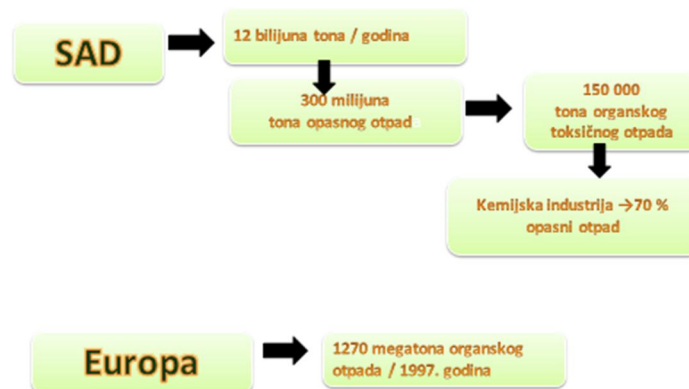 SAD
12 bilijuna tona / godina
300 milijuna
tona opasnog otpada
150 000
tona organskog
toksičnog otpada
Kemijska industrija →70 %
opasni otpad
Europa
1270 megatona organskog
otpada / 1997. godina